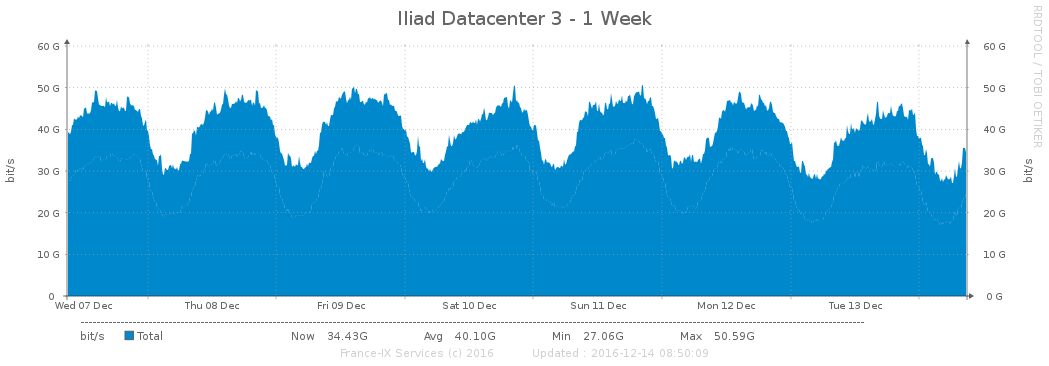 Iliad Datacenter 3 - 1 Week
RRDTOOL / TOBI OETIKER
60 G 60 G
50 G 50 G
40 G 40 G
30 G 30 G
20 G 20 G
10 G 10 G
0 0 G
bit/s bit/s
Wed 07 Dec Thu 08 Dec Fri 09 Dec Sat 10 Dec Sun 11 Dec Mon 12 Dec Tue 13 Dec
bit/s Total Now 34.43G Avg 40.10G Min 27.06G Max 50.59G
France-IX Services (c) 2016 Updated : 2016-12-14 08:50:09